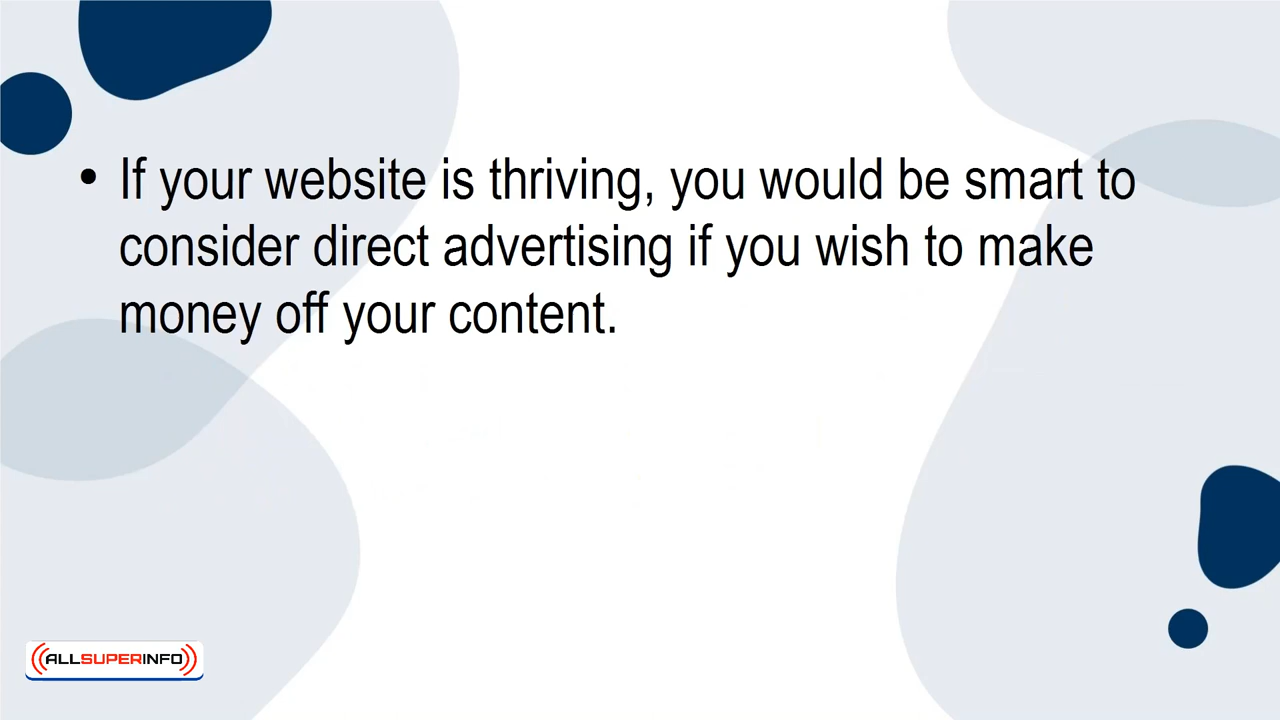 • If your website is thriving, you would be smart to
consider direct advertising if you wish to make
money off your content.
ALLSUPERINFO